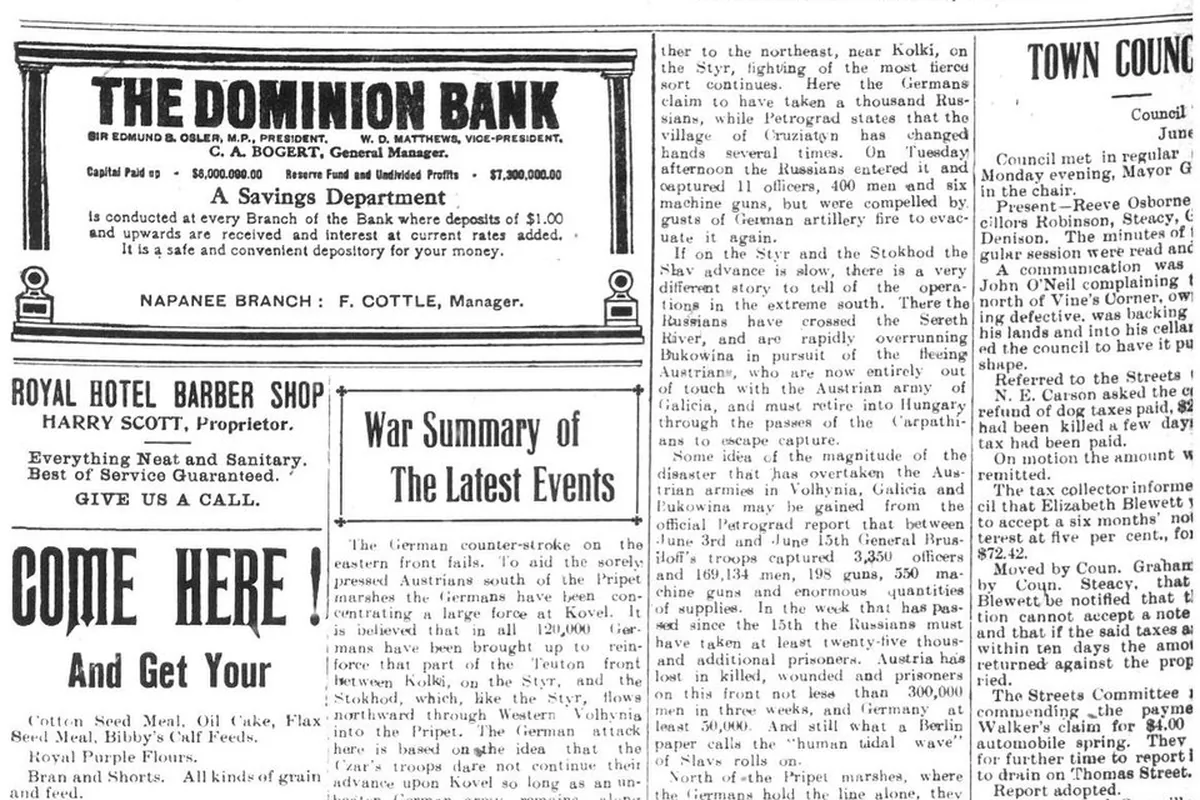 THE DOMINION BANK
SIR EDMUND B. OSLER, M.P., PRESIDENT. W. D. MATTHEWS, VICE-PRESIDENT.
C. A. BOGERT, General Manager.
Capital Paid up - $6,000,000.00 Reserve Fund and Undivided Profits - $7,300,000.00
A Savings Department
is conducted at every Branch of the Bank where deposits of $1.00
and upwards are received and interest at current rates added.
It is a safe and convenient depository for your money.
NAPANEE BRANCH: F. COTTLE, Manager.
ROYAL HOTEL BARBER SHOP
HARRY SCOTT, Proprietor.
Everything Neat and Sanitary.
Best of Service Guaranteed.
GIVE US A CALL.
COME HERE!
And Get Your
Cotton Seed Meal, Oil Cake, Flax
Seed Meal, Bibby's Calf Feeds.
Royal Purple Flours.
Bran and Shorts. All kinds of grain
and feed.
War Summary of
The Latest Events
The German counter-stroke on the
eastern front fails. To aid the sorely
pressed Austrians south of the Pripet
marshes the Germans have been con-
centrating a large force at Kovel. It
is believed that in all 120,000 Ger-
mans have been brought up to rein-
force that part of the Teuton front
between Kolki, on the Styr, and the
Stokhod, which, like the Styr, flows
northward through Western Volhynia
into the Pripet. The German attack
here is based on the idea that the
Czar's troops dare not continue their
advance upon Kovel so long as an un-
beaten German army remains along
ther to the northeast, near Kolki, on
the Styr, fighting of the most fierce
sort continues. Here the Germans
claim to have taken a thousand Rus-
sians, while Petrograd states that the
village of Gruziatyn has changed
hands several times. On Tuesday
afternoon the Russians entered it and
captured 11 officers, 400 men and six
machine guns, but were compelled by
gusts of German artillery fire to evac-
uate it again.
If on the Styr and the Stokhod the
Slav advance is slow, there is a very
different story to tell of the opera-
tions in the extreme south. There the
Russians have crossed the Sereth
River, and are rapidly overrunning
Bukowina in pursuit of the fleeing
Austrians, who are now entirely out
of touch with the Austrian army of
Galicia, and must retire into Hungary
through the passes of the Carpathi-
ans to escape capture.
Some idea of the magnitude of the
disaster that has overtaken the Aus-
trian armies in Volhynia, Galicia and
Bukowina may be gained from the
official Petrograd report that between
June 3rd and June 15th General Brus-
iloff's troops captured 3,350 officers
and 169,134 men, 198 guns, 550 ma-
chine guns and enormous quantities
of supplies. In the week that has pas-
sed since the 15th the Russians must
have taken at least twenty-five thous-
and additional prisoners. Austria has
lost in killed, wounded and prisoners
on this front not less than 300,000
men in three weeks, and Germany at
least 50,000. And still what a Berlin
paper calls the "human tidal wave"
of Slavs rolls on.
North of the Pripet marshes, where
the Germans hold the line alone, they
TOWN COUNC
Council
June
Council met in regular
Monday evening, Mayor G
in the chair.
Present—Reeve Osborne
cillors Robinson, Steacy,
Denison. The minutes of
gular session were read and
A communication was
John O'Neil complaining
north of Vine's Corner, ow
ing defective, was backing
his lands and into his cellar
ed the council to have it pu
shape.
Referred to the Streets
N. E. Carson asked the
refund of dog taxes paid,
had been killed a few day
tax had been paid.
On motion the amount
remitted.
The tax collector informe
cil that Elizabeth Blewett
to accept a six months' no
terest at five per cent., fo
$72.42.
Moved by Coun. Graham
by Coun. Steacy, that
Blewett be notified that
tion cannot accept a note
and that if the said taxes
within ten days the amo
returned against the prop
ried.
The Streets Committee
commending the payme
Walker's claim for $4.00
automobile spring. They
for further time to report
to drain on Thomas Street.
Report adopted.